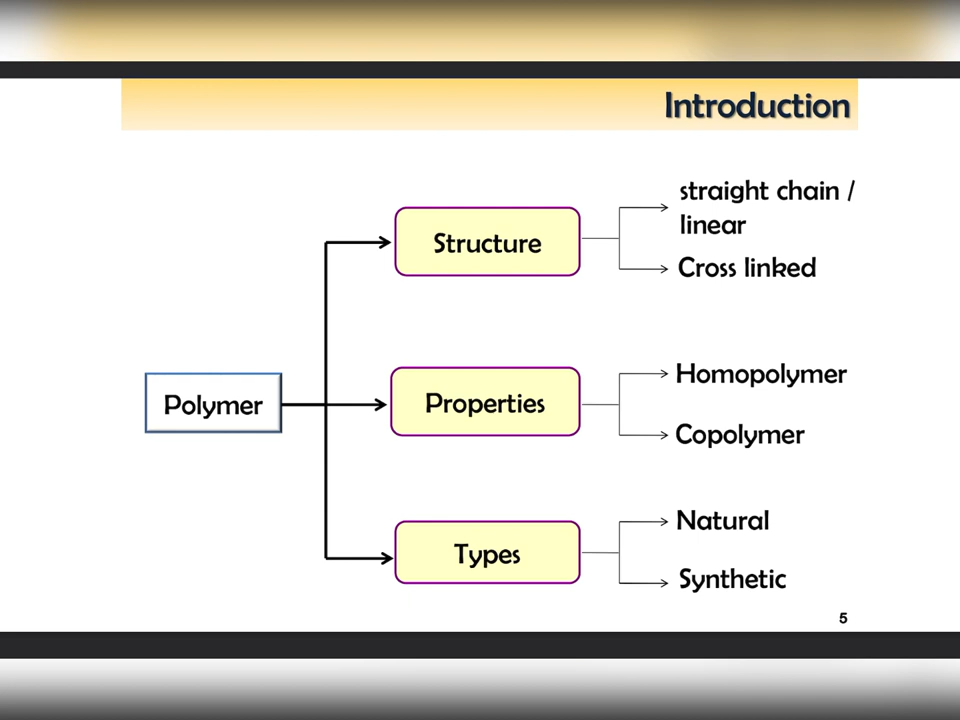 Introduction
straight chain /
linear
Structure
Cross linked
Homopolymer
Polymer
Properties
Copolymer
Natural
Types
Synthetic
5